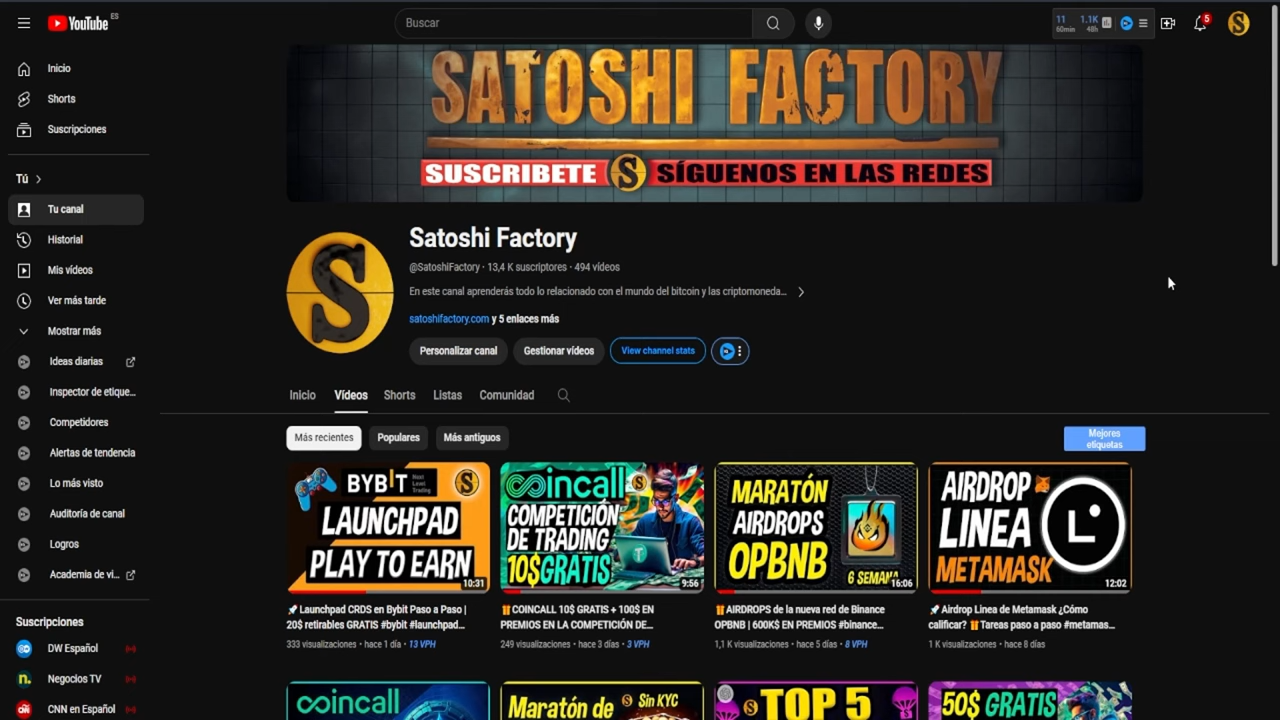 YouTube ES
Buscar
11 1.1K
60min 48h
5
Inicio
Shorts
Suscripciones
Tú
Tu canal
Historial
Mis vídeos
Ver más tarde
Mostrar más
Ideas diarias
Inspector de etique...
Competidores
Alertas de tendencia
Lo más visto
Auditoría de canal
Logros
Academia de vi...
Suscripciones
DW Español
Negocios TV
CNN en Español
SATOSHI FACTORY
SUSCRIBETE S SÍGUENOS EN LAS REDES
S
Satoshi Factory
@SatoshiFactory · 13,4 K suscriptores · 494 vídeos
En este canal aprenderás todo lo relacionado con el mundo del bitcoin y las criptomoneda...
satoshifactory.com y 5 enlaces más
Personalizar canal
Gestionar vídeos
View channel stats
Inicio
Vídeos
Shorts
Listas
Comunidad
Más recientes
Populares
Más antiguos
Mejores
etiquetas
BYBIT Next Level Trading
LAUNCHPAD
PLAY TO EARN
10:31
🚀Launchpad CRDS en Bybit Paso a Paso |
20$ retirables GRATIS #bybit #launchpad...
333 visualizaciones · hace 1 día · 13 VPH
coincall
COMPETICIÓN
DE TRADING
10$GRATIS
9:56
🎁COINCALL 10$ GRATIS + 100$ EN
PREMIOS EN LA COMPETICIÓN DE...
249 visualizaciones · hace 3 días · 3 VPH
MARATÓN
AIRDROPS
OPBNB
6 SEMANA
16:06
🎁AIRDROPS de la nueva red de Binance
OPBNB | 600K$ EN PREMIOS #binance...
1,1 K visualizaciones · hace 5 días · 8 VPH
AIRDROP
LINEA
METAMASK
12:02
🚀 Airdrop Linea de Metamask ¿Cómo
calificar? 🎁Tareas paso a paso #metamas...
1 K visualizaciones · hace 8 días
coincall
Maratón de
Sin KYC
TOP 5
50$ GRATIS